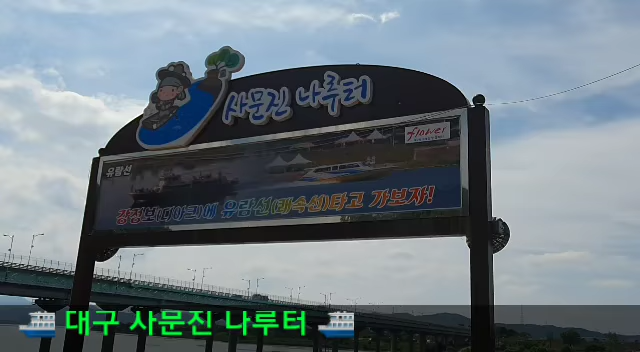 사문진 나루터
flower
유람선
강정보(디아크)에 유람선(쾌속선)타고 가보자!
대구 사문진 나루터